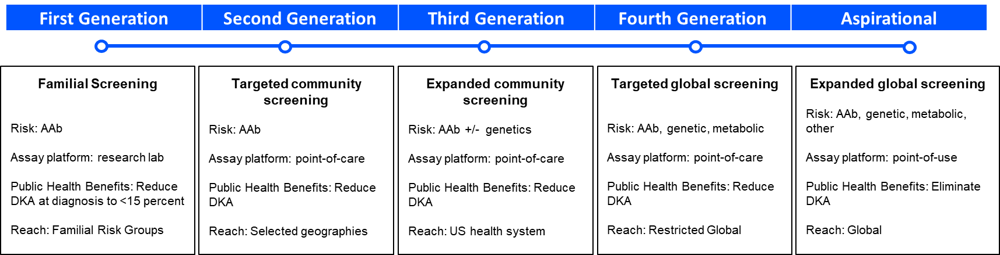 First Generation
Second Generation
Third Generation
Fourth Generation
Aspirational
Familial Screening
Risk: AAb
Assay platform: research lab
Public Health Benefits: Reduce
DKA at diagnosis to <15 percent
Reach: Familial Risk Groups
Targeted community
screening
Risk: AAb
Assay platform: point-of-care
Public Health Benefits: Reduce
DKA
Reach: Selected geographies
Expanded community
screening
Risk: AAb +/- genetics
Assay platform: point-of-care
Public Health Benefits: Reduce
DKA
Reach: US health system
Targeted global screening
Risk: AAb, genetic, metabolic
Assay platform: point-of-care
Public Health Benefits: Reduce
DKA
Reach: Restricted Global
Expanded global screening
Risk: AAb, genetic, metabolic,
other
Assay platform: point-of-use
Public Health Benefits: Eliminate
DKA
Reach: Global